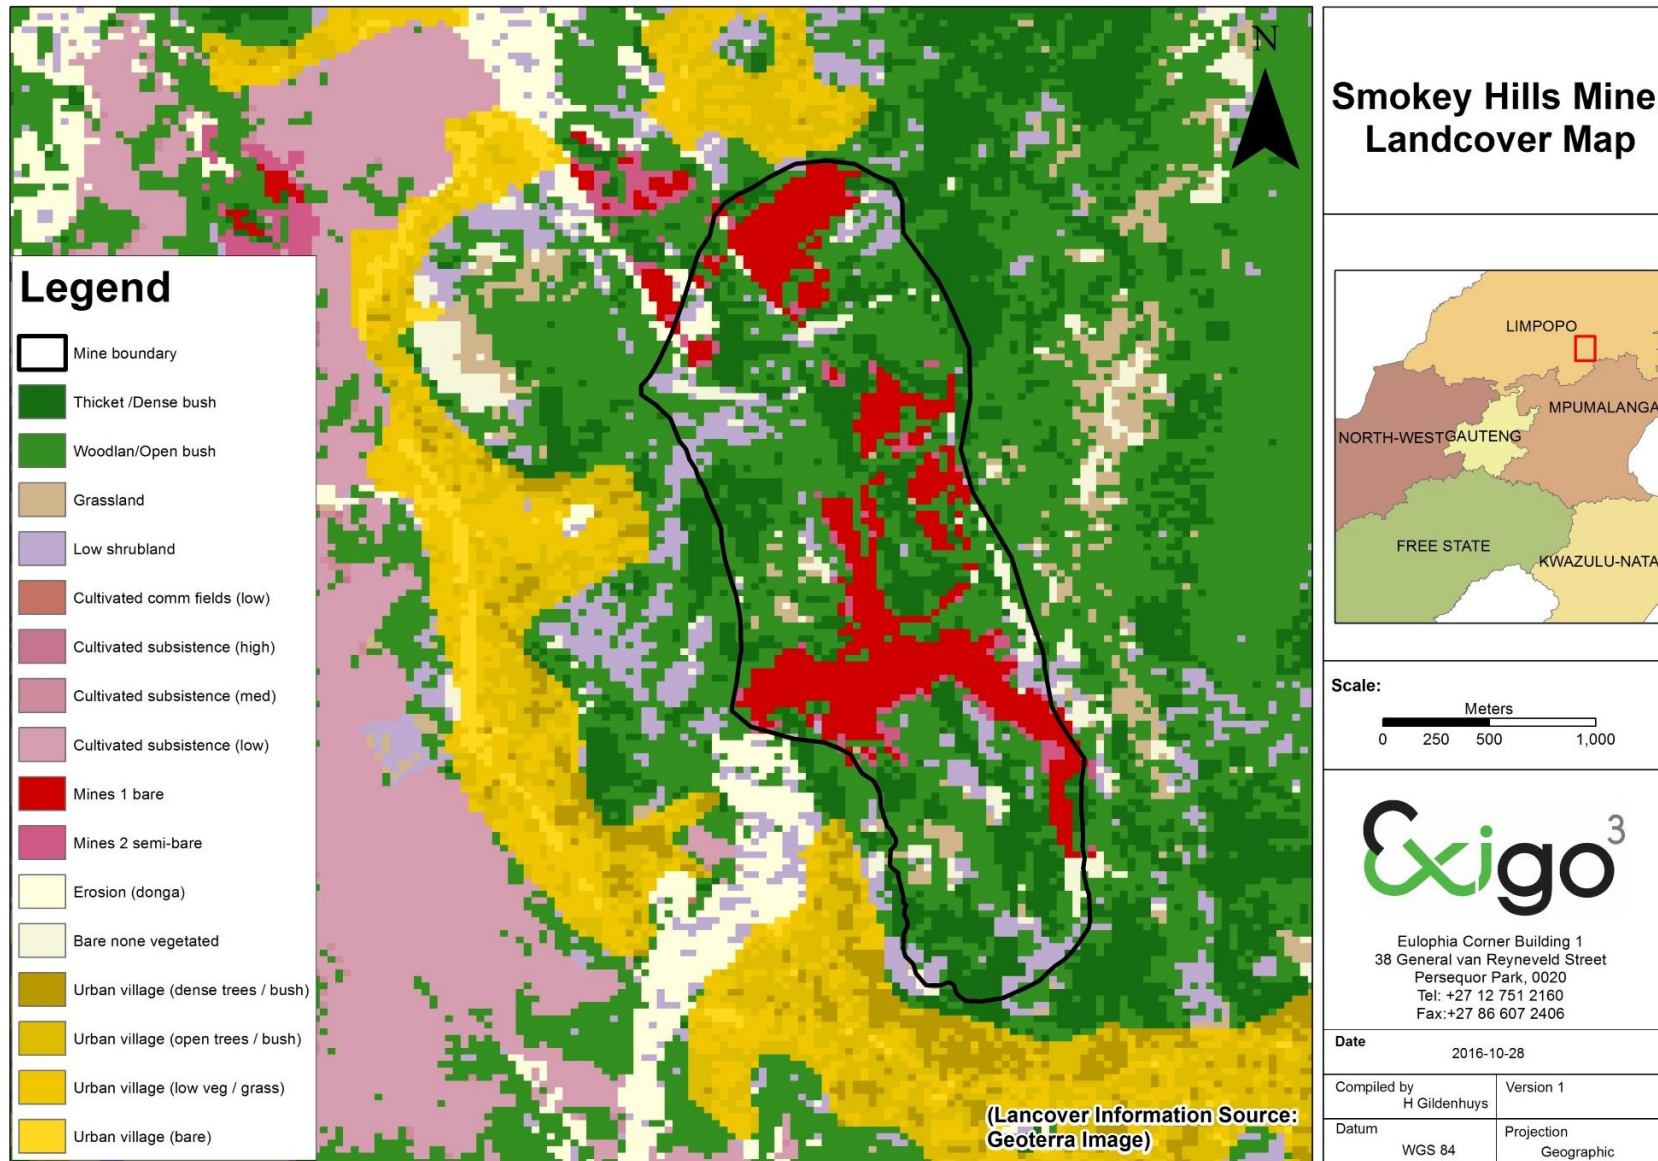 N
Legend
Mine boundary
Thicket /Dense bush
Woodlan/Open bush
Grassland
Low shrubland
Cultivated comm fields (low)
Cultivated subsistence (high)
Cultivated subsistence (med)
Cultivated subsistence (low)
Mines 1 bare
Mines 2 semi-bare
Erosion (donga)
Bare none vegetated
Urban village (dense trees / bush)
Urban village (open trees / bush)
Urban village (low veg / grass)
Urban village (bare)
(Lancover Information Source:
Geoterra Image)
Smokey Hills Mine
Landcover Map
LIMPOPO
MPUMALANGA
NORTH-WEST
GAUTENG
FREE STATE
KWAZULU-NATA
Scale:
Meters
0 250 500 1,000
Exigo3
Eulophia Corner Building 1
38 General van Reyneveld Street
Persequor Park, 0020
Tel: +27 12 751 2160
Fax:+27 86 607 2406
Date
2016-10-28
Compiled by
H Gildenhuys
Version 1
Datum
WGS 84
Projection
Geographic